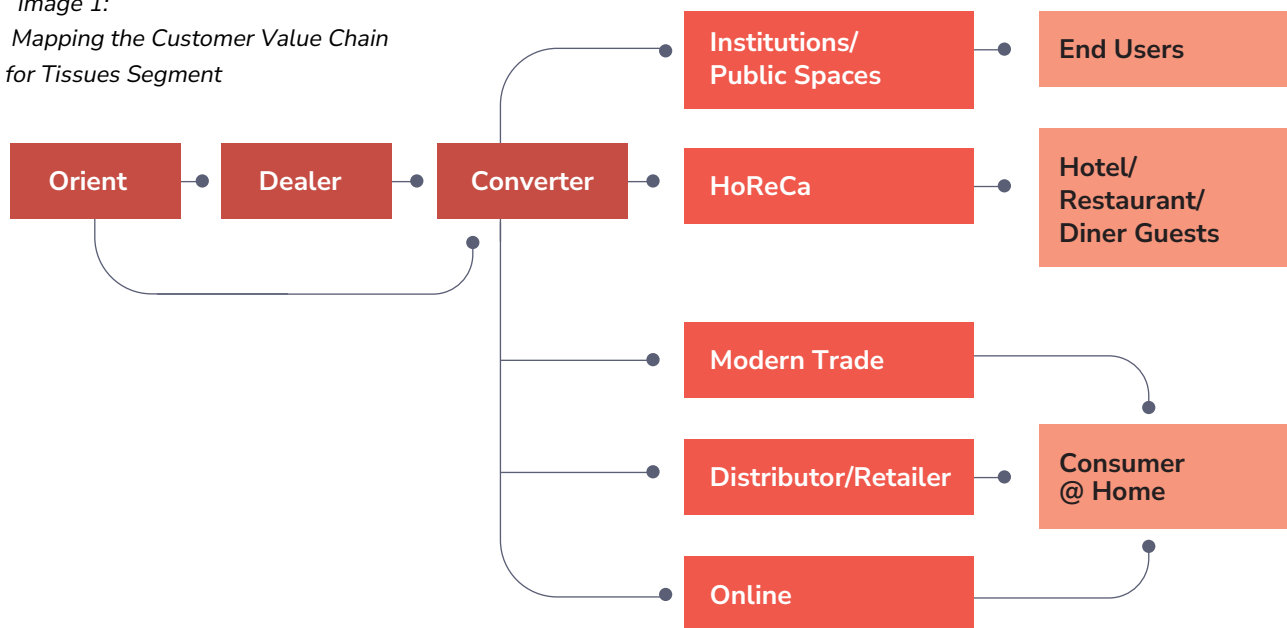 Image 1:
Mapping the Customer Value Chain
for Tissues Segment
Institutions/
Public Spaces
End Users
Orient
Dealer
Converter
HoReCa
Hotel/
Restaurant/
Diner Guests
Modern Trade
Distributor/Retailer
Consumer
@ Home
Online